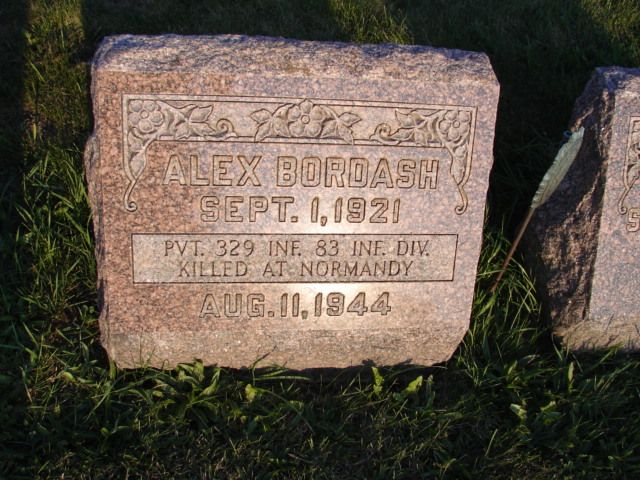 ALEX BORDASH
SEPT. 1, 1921
PVT. 329 INF. 83 INF. DIV.
KILLED AT NORMANDY
AUG. 11, 1944